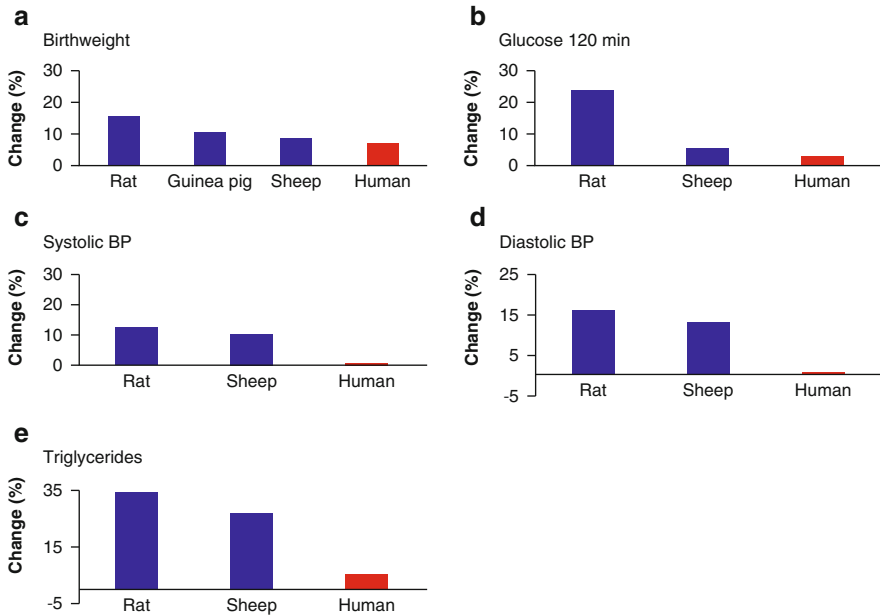 a
Birthweight
Change (%)
30
20
10
0
Rat Guinea pig Sheep Human
b
Glucose 120 min
Change (%)
30
20
10
0
Rat Sheep Human
c
Systolic BP
Change (%)
30
20
10
0
Rat Sheep Human
d
Diastolic BP
Change (%)
25
15
5
-5
Rat Sheep Human
e
Triglycerides
Change (%)
35
15
-5
Rat Sheep Human